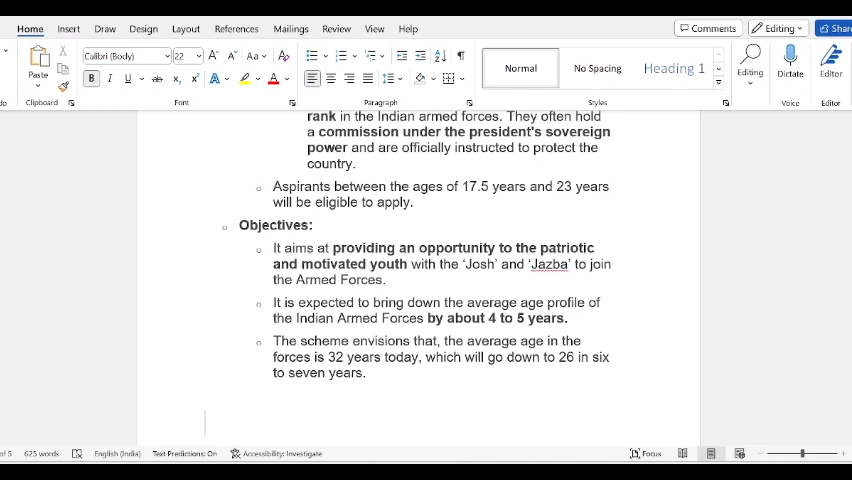 Home Insert Draw Design Layout References Mailings Review View Help Comments Editing Share
Calibri (Body) 22 Aa Normal No Spacing Heading 1
Paste B I U ab x₂ x² A A Editing Dictate Editor
Clipboard Font Paragraph Styles Voice Editor
rank in the Indian armed forces. They often hold
a commission under the president's sovereign
power and are officially instructed to protect the
country.
Aspirants between the ages of 17.5 years and 23 years
will be eligible to apply.
Objectives:
It aims at providing an opportunity to the patriotic
and motivated youth with the ‘Josh’ and ‘Jazba’ to join
the Armed Forces.
It is expected to bring down the average age profile of
the Indian Armed Forces by about 4 to 5 years.
The scheme envisions that, the average age in the
forces is 32 years today, which will go down to 26 in six
to seven years.
of 5 625 words English (India) Text Predictions: On Accessibility: Investigate Focus